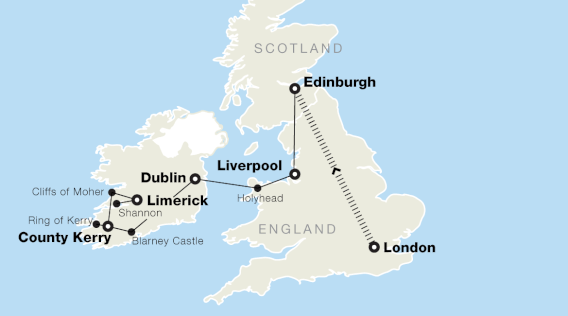 SCOTLAND
Edinburgh
Liverpool
Dublin
Cliffs of Moher
Holyhead
Limerick
Shannon
Ring of Kerry
ENGLAND
County Kerry
Blarney Castle
London